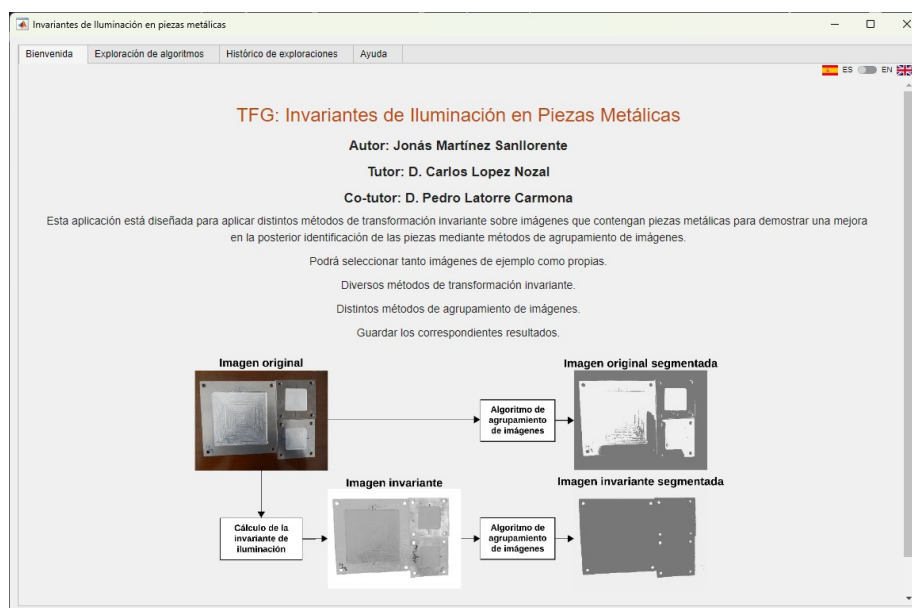 Invariantes de Iluminación en piezas metálicas
Bienvenida
Exploración de algoritmos
Histórico de exploraciones
Ayuda
ES
EN
TFG: Invariantes de Iluminación en Piezas Metálicas
Autor: Jonás Martínez Sanllorente
Tutor: D. Carlos Lopez Nozal
Co-tutor: D. Pedro Latorre Carmona
Esta aplicación está diseñada para aplicar distintos métodos de transformación invariante sobre imágenes que contengan piezas metálicas para demostrar una mejora
en la posterior identificación de las piezas mediante métodos de agrupamiento de imágenes.
Podrá seleccionar tanto imágenes de ejemplo como propias.
Diversos métodos de transformación invariante.
Distintos métodos de agrupamiento de imágenes.
Guardar los correspondientes resultados.
Imagen original
Imagen original segmentada
Algoritmo de
agrupamiento
de imágenes
Imagen invariante
Imagen invariante segmentada
Cálculo de la
invariante de
iluminación
Algoritmo de
agrupamiento
de imágenes